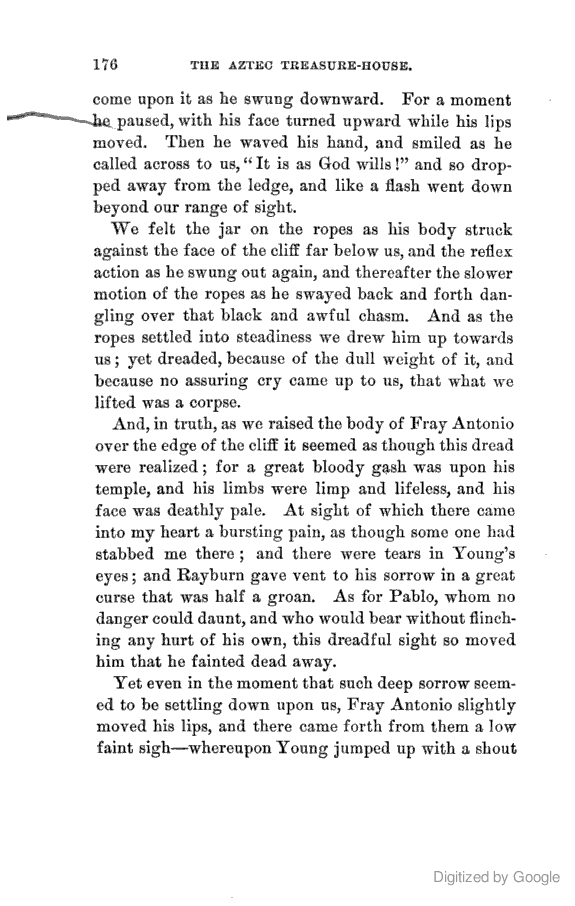 176 THE AZTEC TREASURE-HOUSE.
come upon it as he swung downward. For a moment
he paused, with his face turned upward while his lips
moved. Then he waved his hand, and smiled as he
called across to us, "It is as God wills!" and so drop-
ped away from the ledge, and like a flash went down
beyond our range of sight.
We felt the jar on the ropes as his body struck
against the face of the cliff far below us, and the reflex
action as he swung out again, and thereafter the slower
motion of the ropes as he swayed back and forth dan-
gling over that black and awful chasm. And as the
ropes settled into steadiness we drew him up towards
us; yet dreaded, because of the dull weight of it, and
because no assuring cry came up to us, that what we
lifted was a corpse.
And, in truth, as we raised the body of Fray Antonio
over the edge of the cliff it seemed as though this dread
were realized; for a great bloody gash was upon his
temple, and his limbs were limp and lifeless, and his
face was deathly pale. At sight of which there came
into my heart a bursting pain, as though some one had
stabbed me there; and there were tears in Young's
eyes; and Rayburn gave vent to his sorrow in a great
curse that was half a groan. As for Pablo, whom no
danger could daunt, and who would bear without flinch-
ing any hurt of his own, this dreadful sight so moved
him that he fainted dead away.
Yet even in the moment that such deep sorrow seem-
ed to be settling down upon us, Fray Antonio slightly
moved his lips, and there came forth from them a low
faint sigh—whereupon Young jumped up with a shout
Digitized by Google